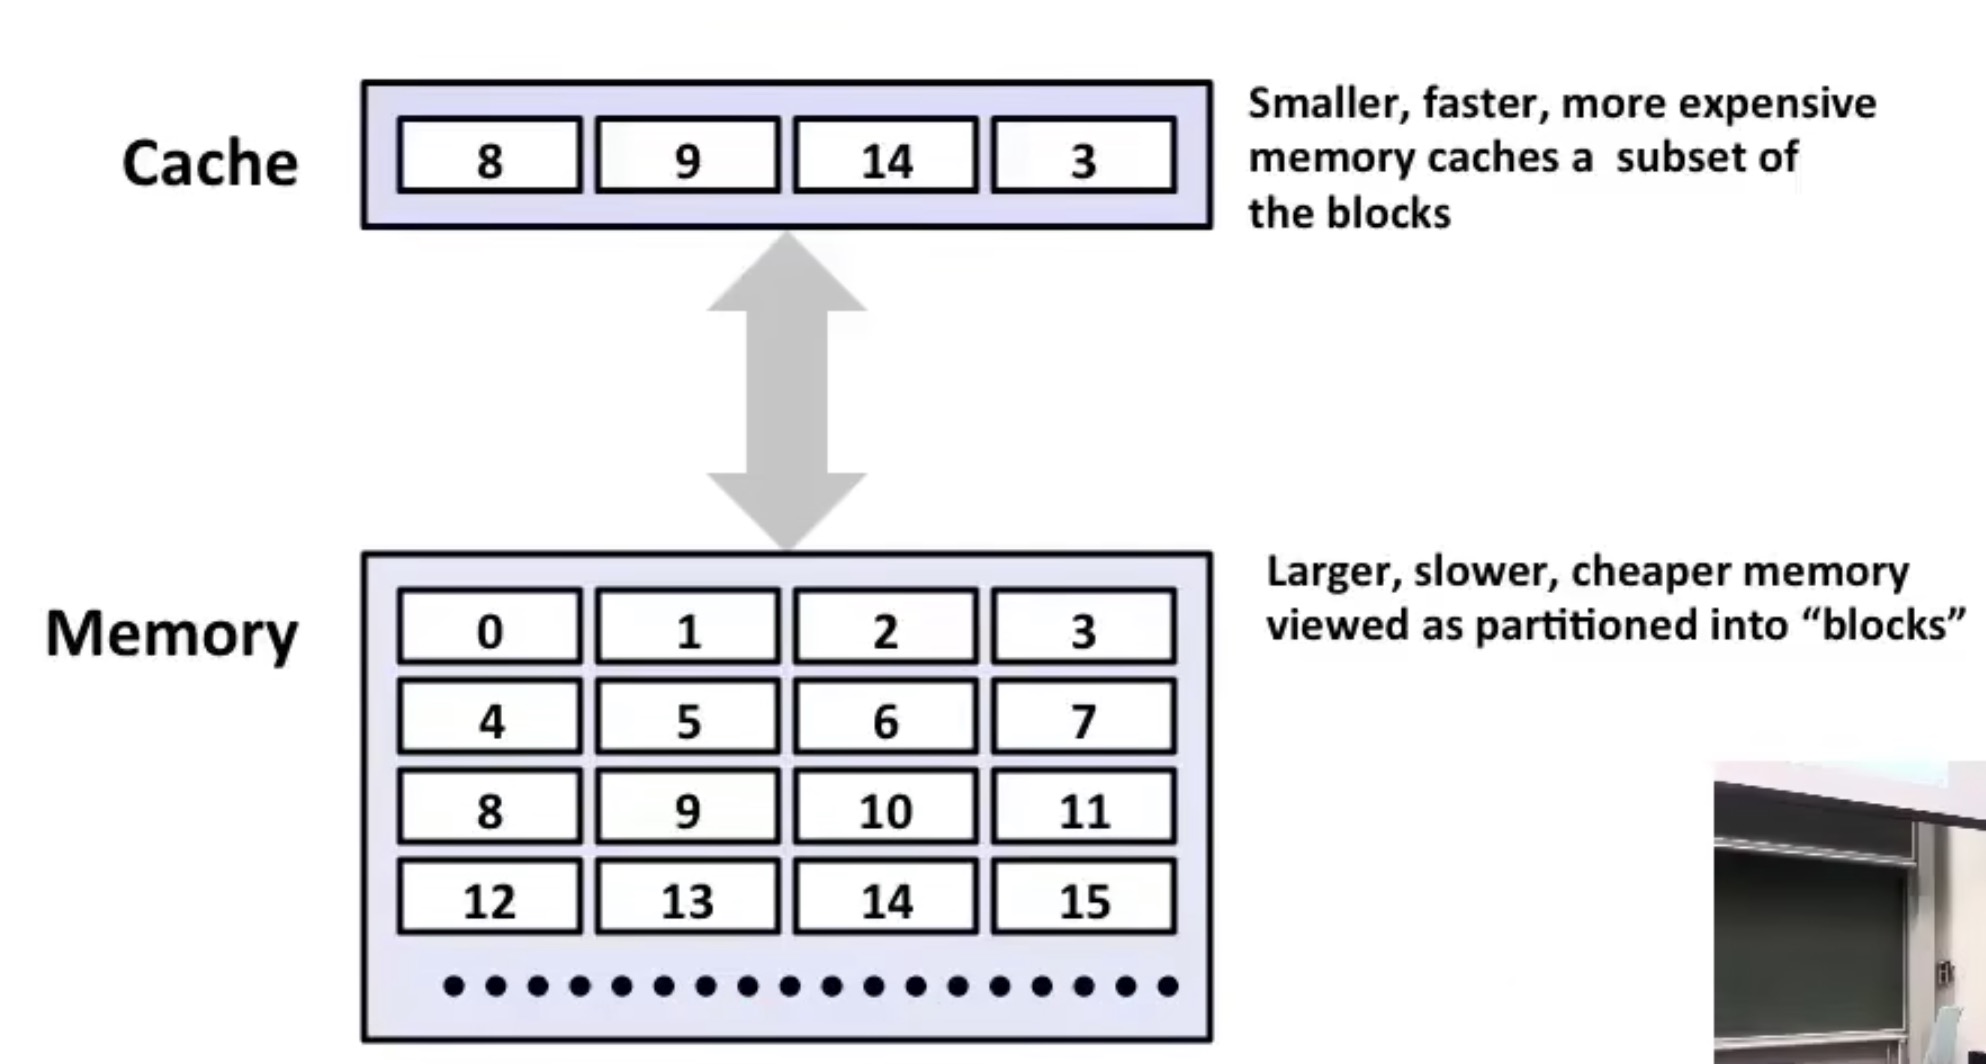 Cache
8 9 14 3
Smaller, faster, more expensive
memory caches a subset of
the blocks
Memory
0 1 2 3
4 5 6 7
8 9 10 11
12 13 14 15
Larger, slower, cheaper memory
viewed as partitioned into “blocks”